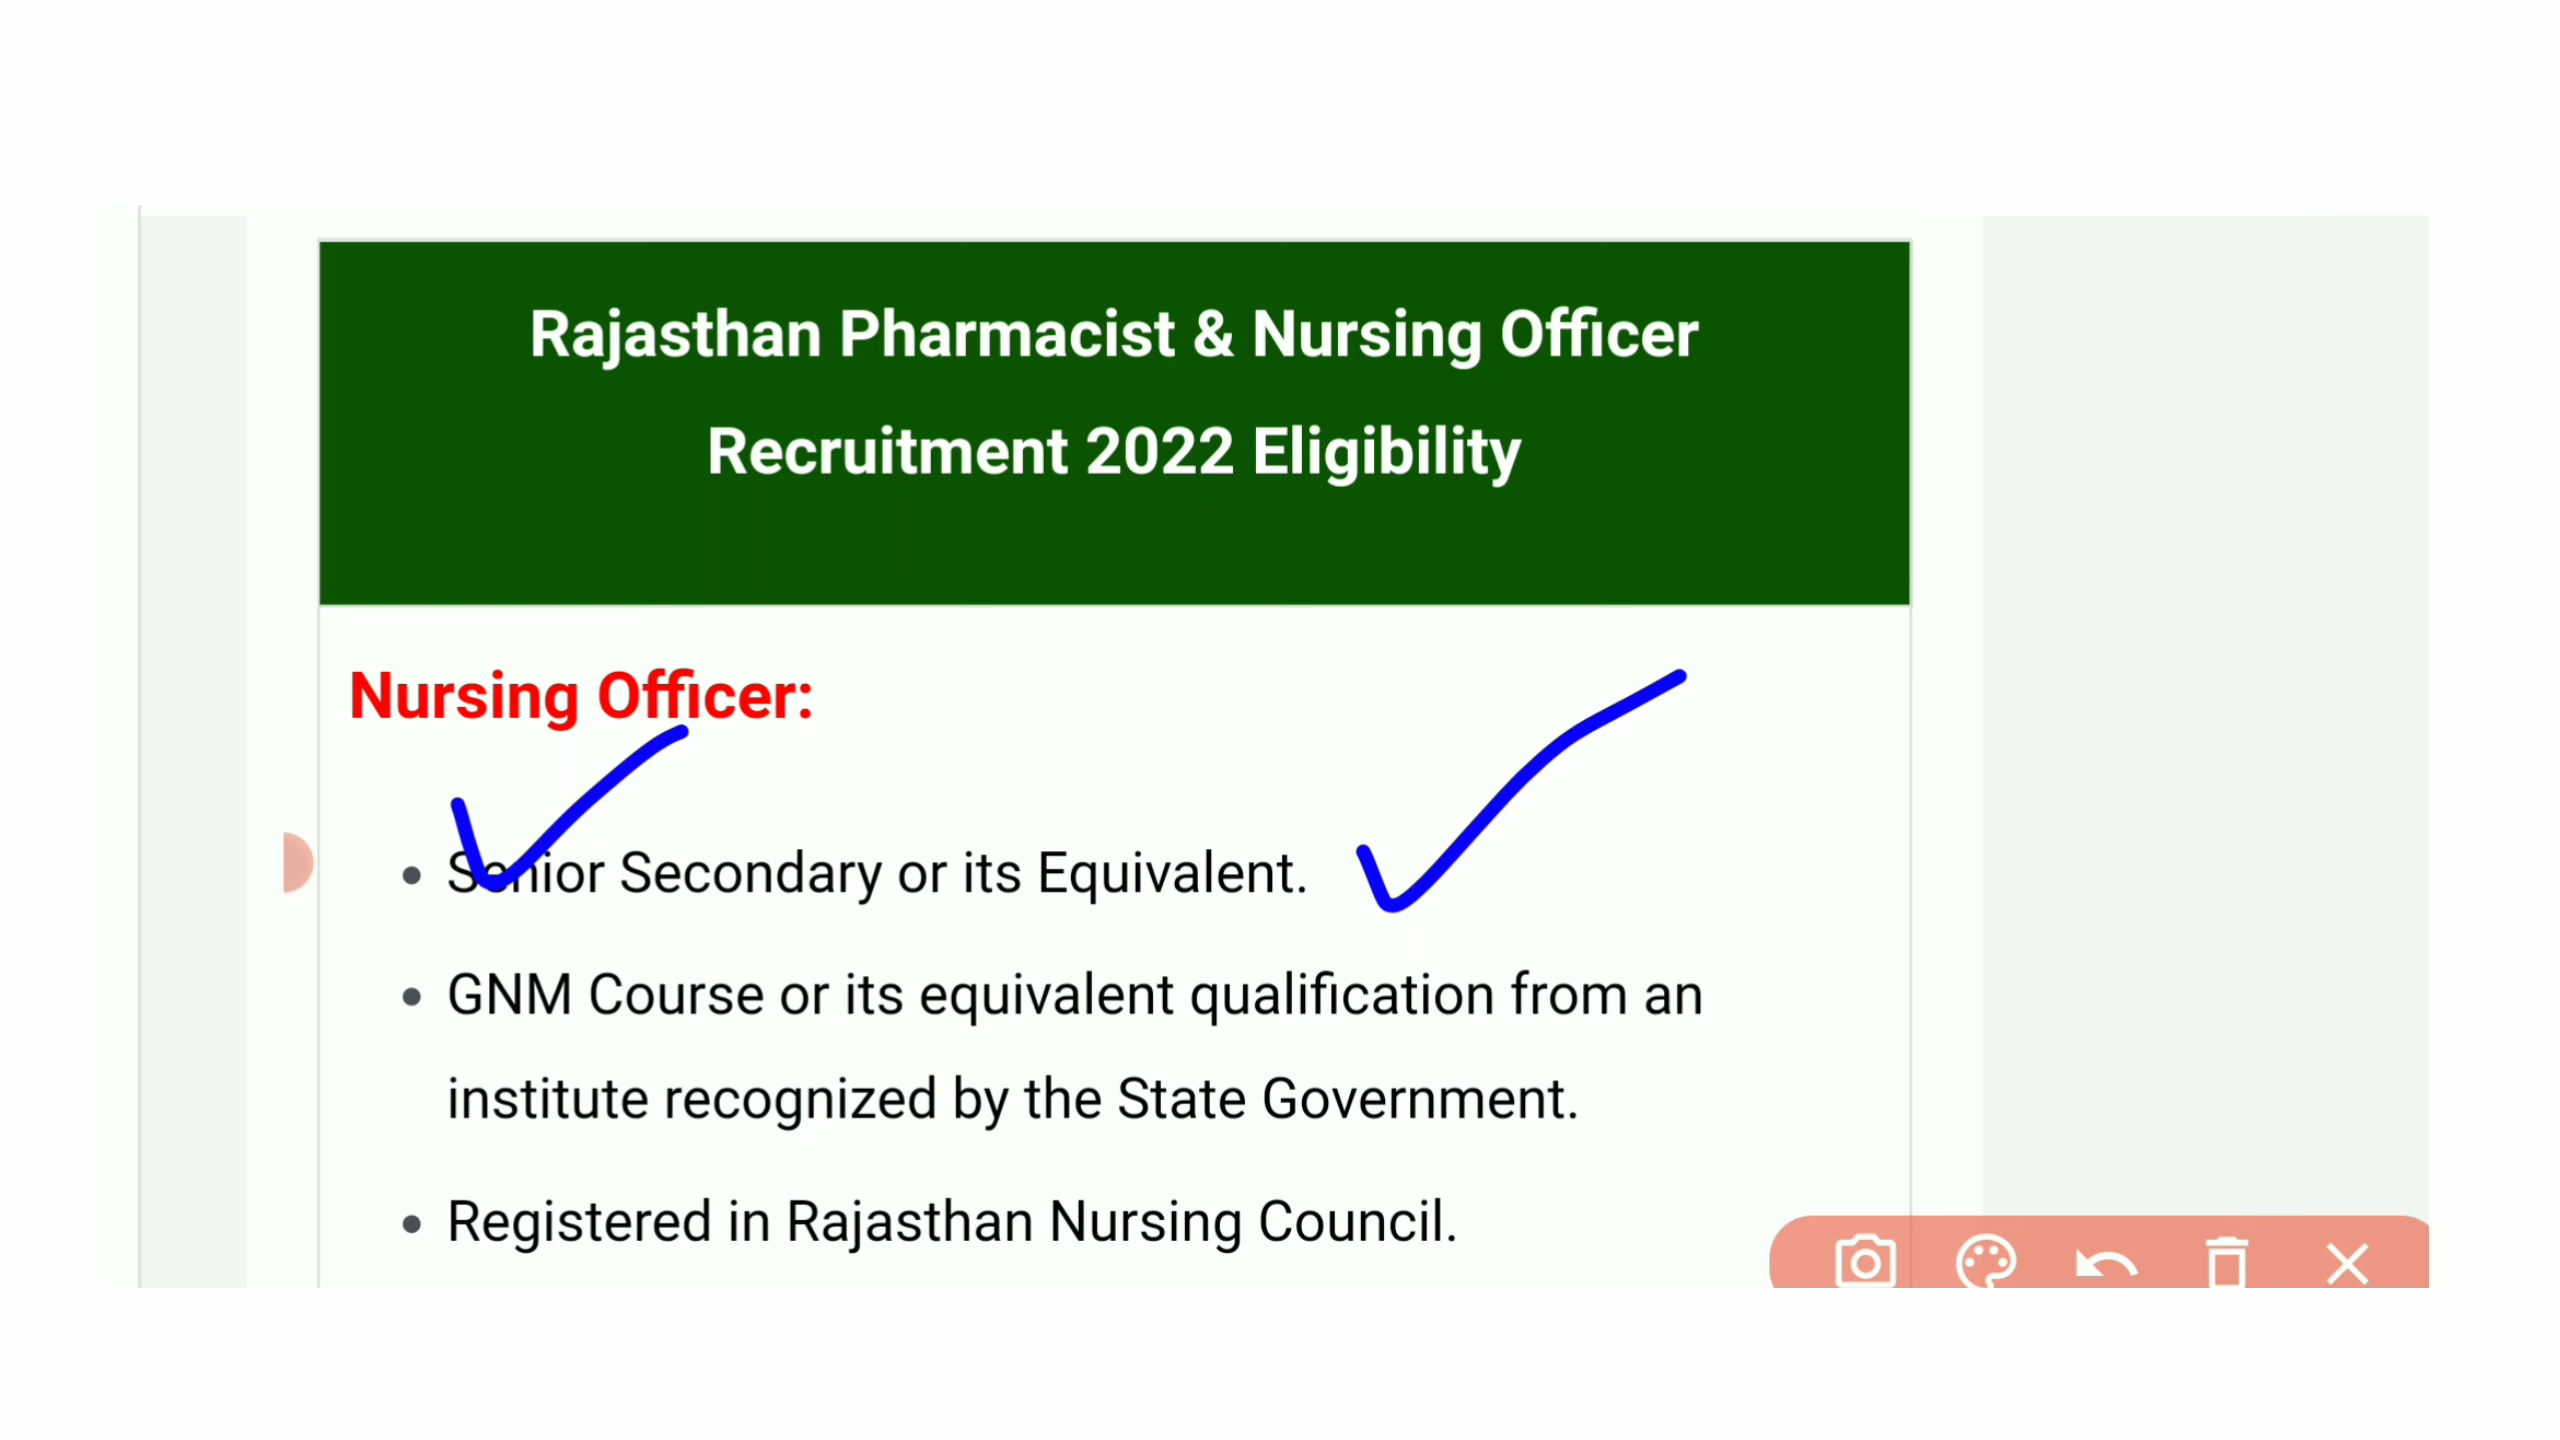 Rajasthan Pharmacist & Nursing Officer
Recruitment 2022 Eligibility
Nursing Officer:
Senior Secondary or its Equivalent.
GNM Course or its equivalent qualification from an
institute recognized by the State Government.
Registered in Rajasthan Nursing Council.